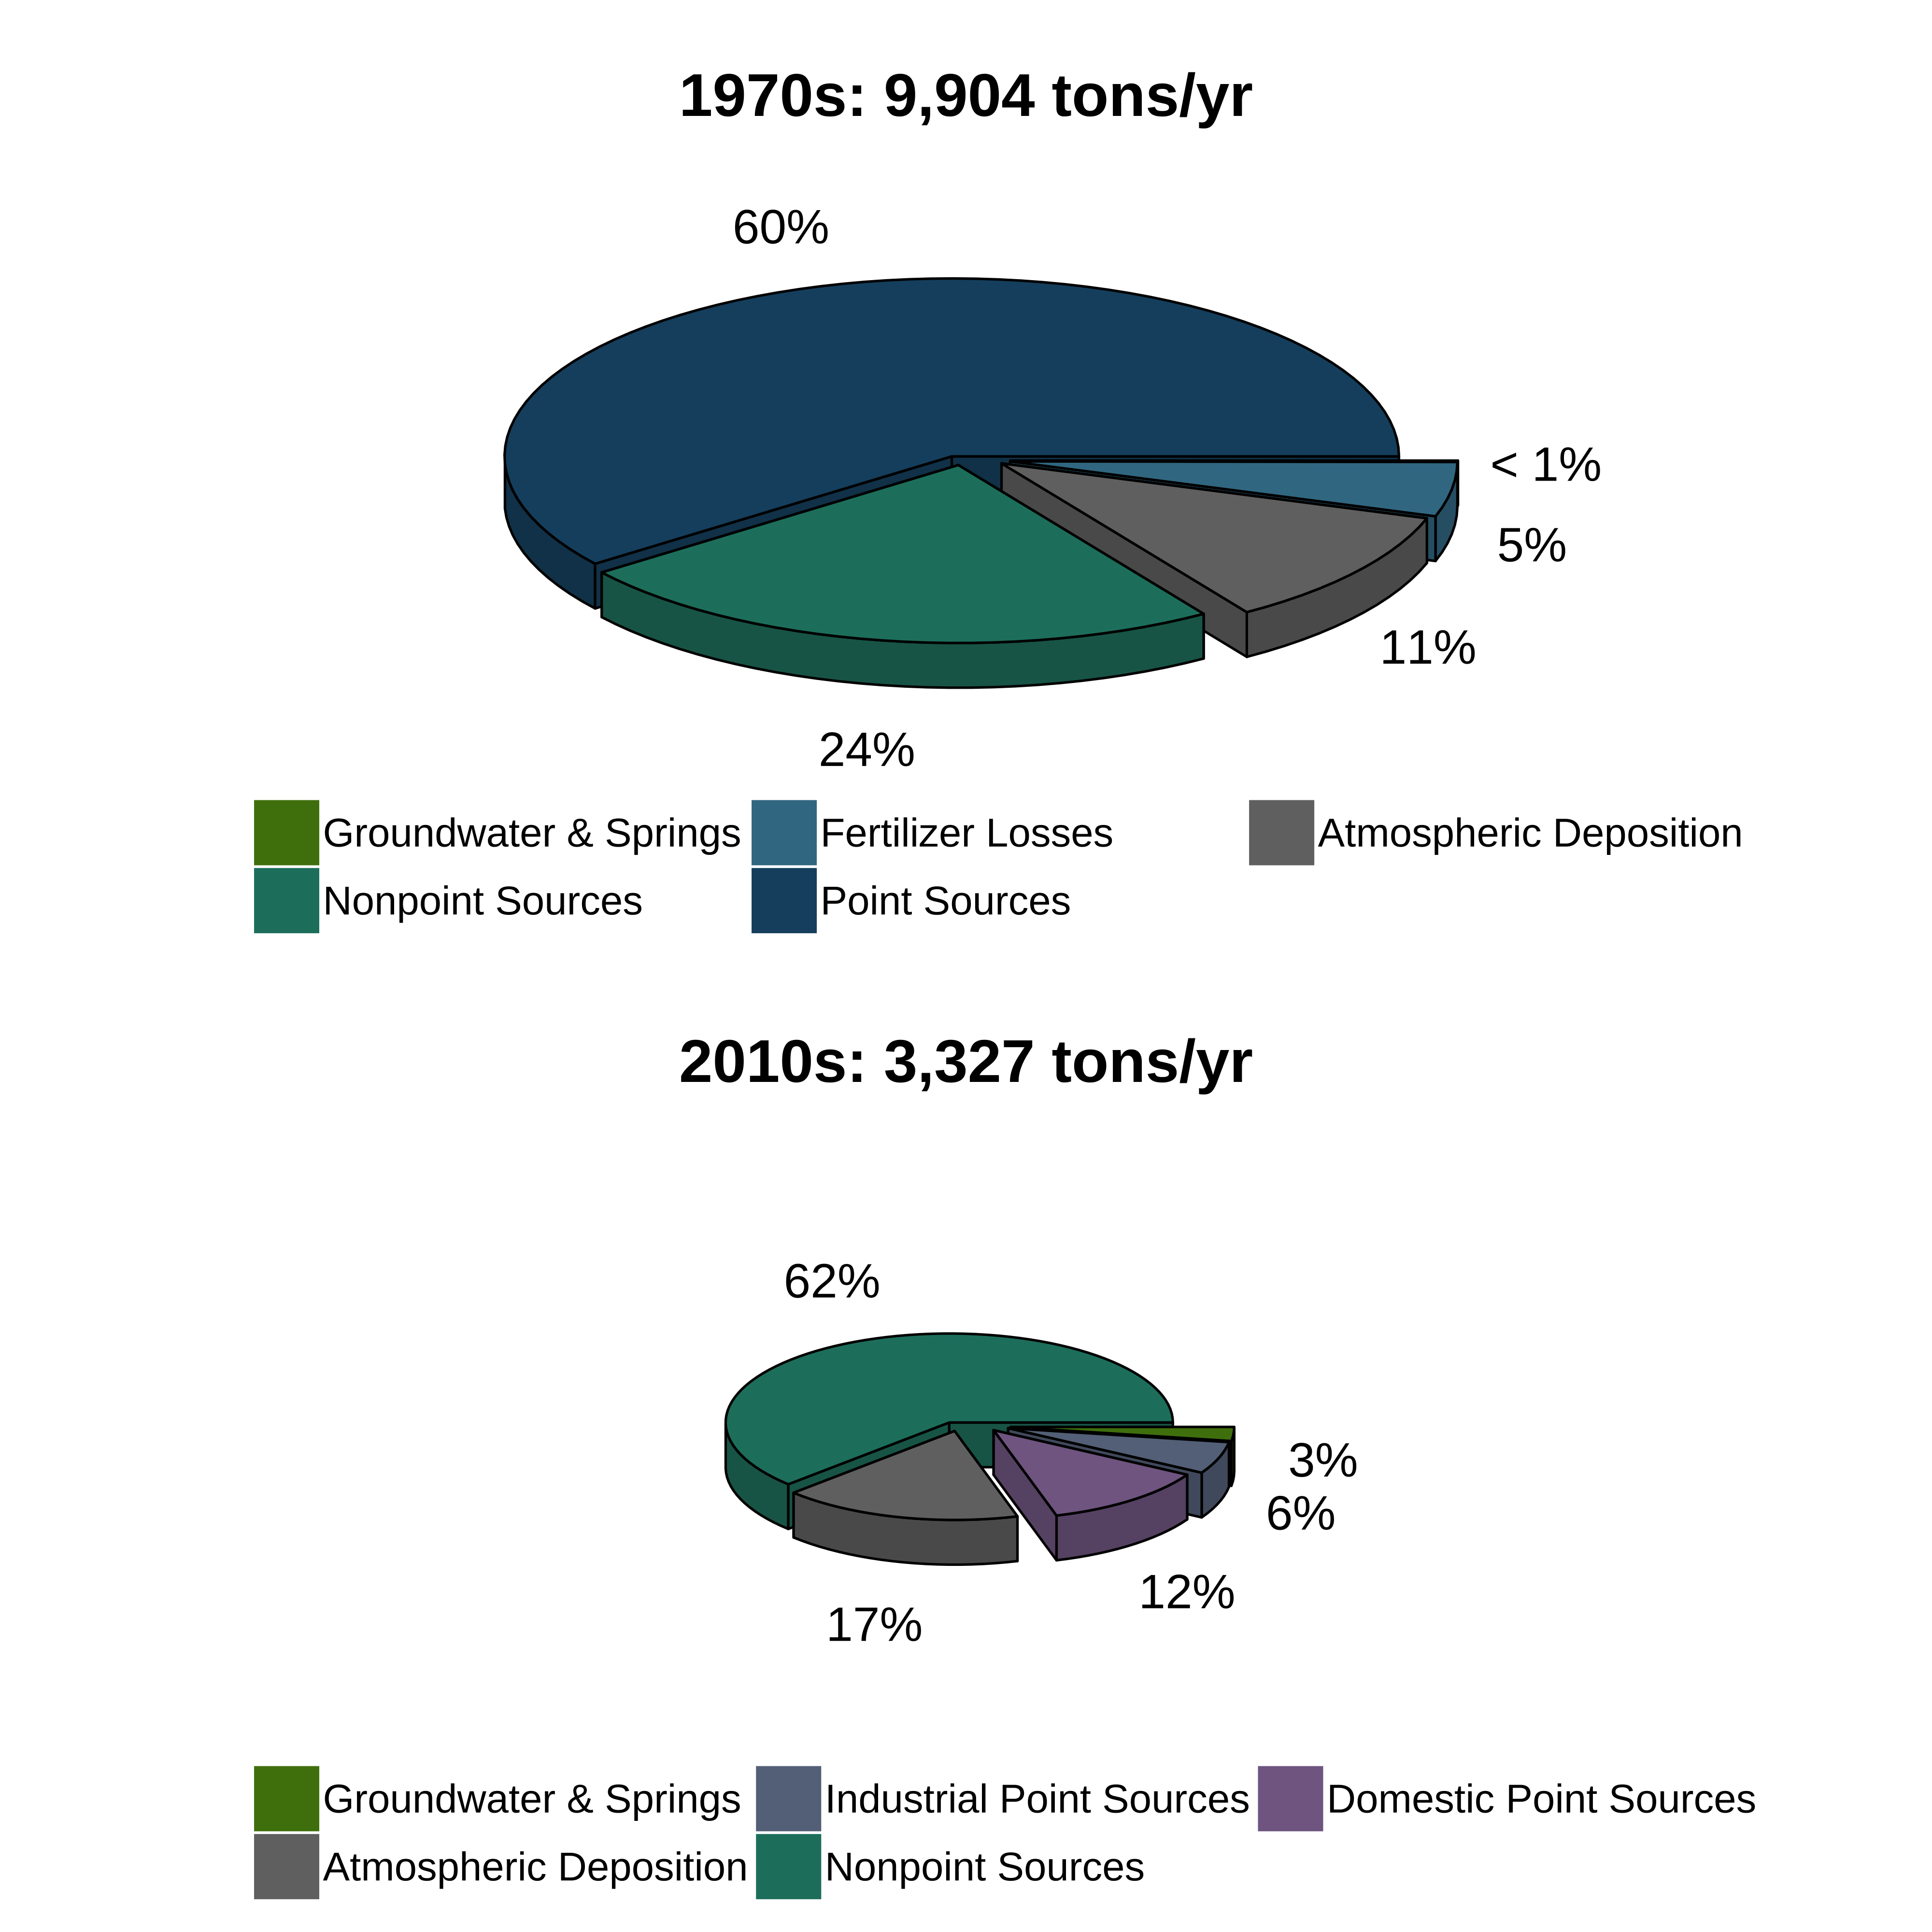 1970s: 9,904 tons/yr
60%
< 1%
5%
11%
24%
Groundwater & Springs
Fertilizer Losses
Atmospheric Deposition
Nonpoint Sources
Point Sources
2010s: 3,327 tons/yr
62%
3%
6%
12%
17%
Groundwater & Springs
Industrial Point Sources
Domestic Point Sources
Atmospheric Deposition
Nonpoint Sources